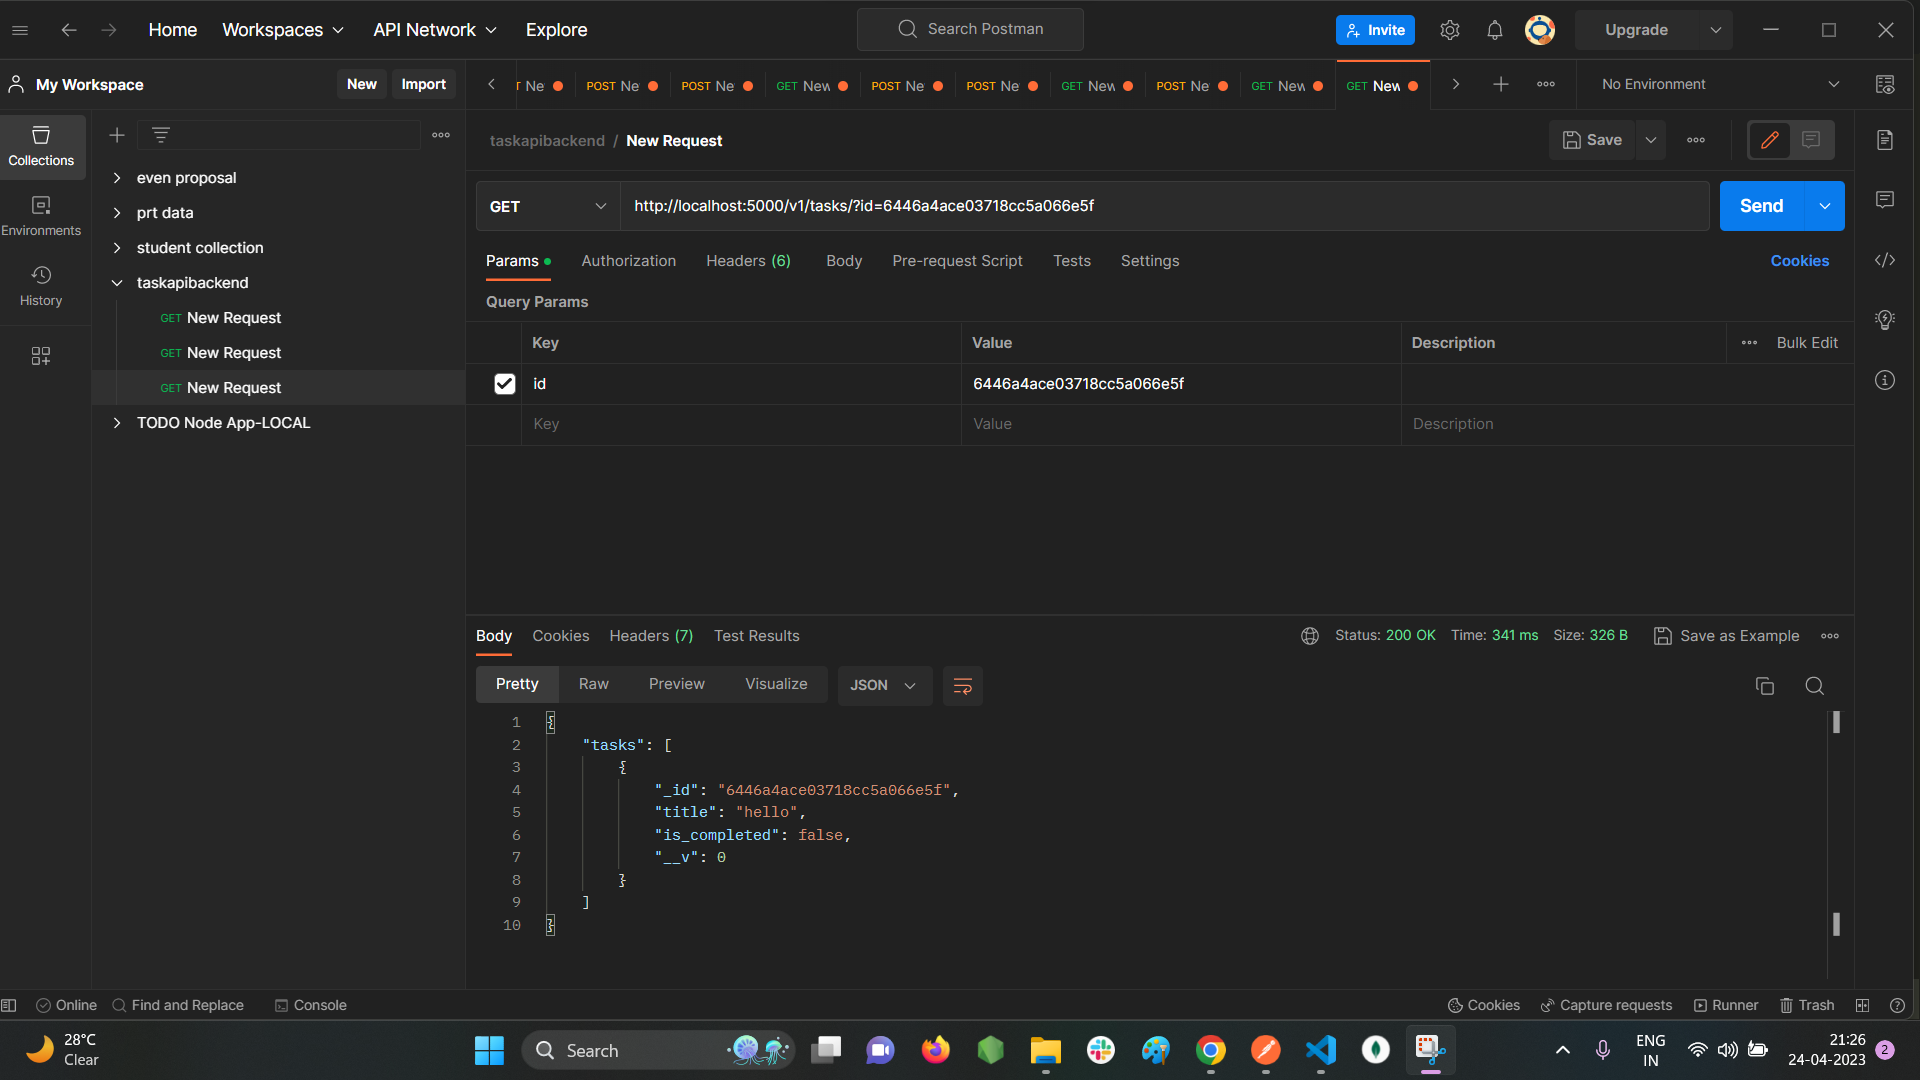 Home Workspaces API Network Explore Search Postman Invite Upgrade
My Workspace New Import
T Ne POST Ne POST Ne GET New POST Ne POST Ne GET New POST Ne GET New GET New No Environment
Collections
Environments
History
even proposal
prt data
student collection
taskapibackend
GET New Request
GET New Request
GET New Request
TODO Node App-LOCAL
taskapibackend / New Request Save
GET http://localhost:5000/v1/tasks/?id=6446a4ace03718cc5a066e5f Send
Params Authorization Headers (6) Body Pre-request Script Tests Settings Cookies
Query Params
Key Value Description Bulk Edit
id 6446a4ace03718cc5a066e5f
Key Value Description
Body Cookies Headers (7) Test Results Status: 200 OK Time: 341 ms Size: 326 B Save as Example
Pretty Raw Preview Visualize JSON
1 {
2 "tasks": [
3 {
4 "_id": "6446a4ace03718cc5a066e5f",
5 "title": "hello",
6 "is_completed": false,
7 "__v": 0
8 }
9 ]
10 }
Online Find and Replace Console Cookies Capture requests Runner Trash
28°C
Clear
Search
ENG
IN
21:26
24-04-2023
2